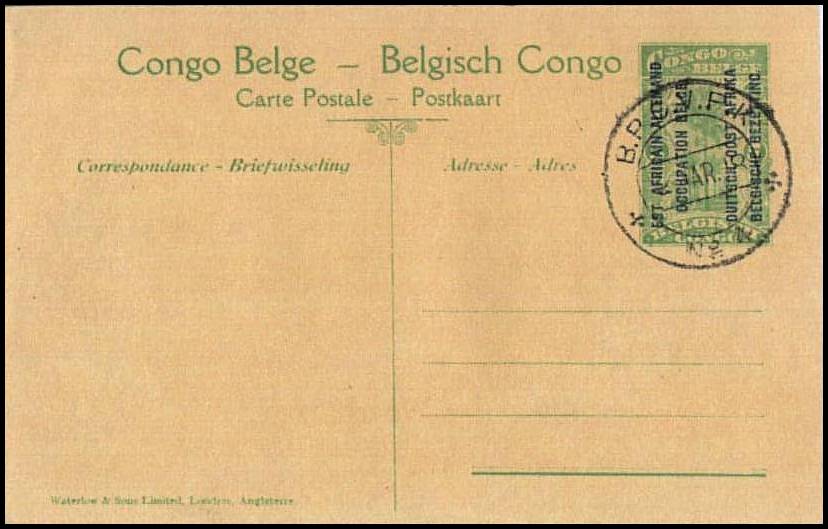 Congo Belge – Belgisch Congo
Carte Postale – Postkaart
Correspondance - Briefwisseling
Adresse - Adres
EST AFRICAIN ALLEMAND
OCCUPATION BELGE
DUITSCH OOST AFRIKA
BELGISCHE BEZETTING.
CONGO
BELGE
Waterlow & Sons Limited, London, Angleterre.